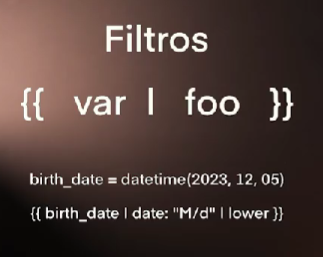 Filtros
{{ var | foo }}
birth_date = datetime(2023, 12, 05)
{{ birth_date | date: "M/d" | lower }}